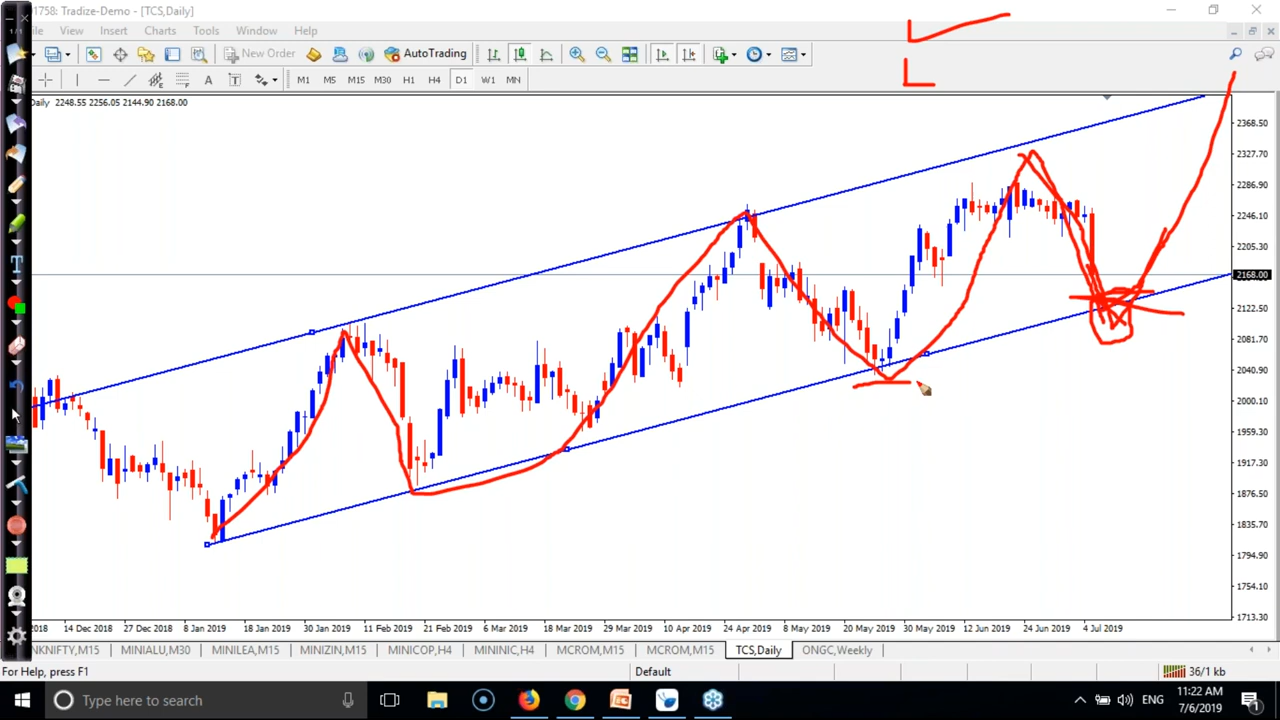 01758: Tradize-Demo - [TCS,Daily]
ile View Insert Charts Tools Window Help
New Order AutoTrading
A T M1 M5 M15 M30 H1 H4 D1 W1 MN
Daily 2248.55 2256.05 2144.90 2168.00
1/1
T
2368.50
2327.70
2286.90
2246.10
2205.30
2168.00
2122.50
2081.70
2040.90
2000.10
1959.30
1917.30
1876.50
1835.70
1794.90
1754.10
1713.30
2018 14 Dec 2018 27 Dec 2018 8 Jan 2019 18 Jan 2019 30 Jan 2019 11 Feb 2019 21 Feb 2019 6 Mar 2019 18 Mar 2019 29 Mar 2019 10 Apr 2019 24 Apr 2019 8 May 2019 20 May 2019 30 May 2019 12 Jun 2019 24 Jun 2019 4 Jul 2019
NKNIFTY,M15 MINIALU,M30 MINILEA,M15 MINIZIN,M15 MINICOP,H4 MININIC,H4 MCROM,M15 MCROM,M15 TCS,Daily ONGC,Weekly
For Help, press F1 Default 36/1 kb
Type here to search ENG 11:22 AM
7/6/2019 1